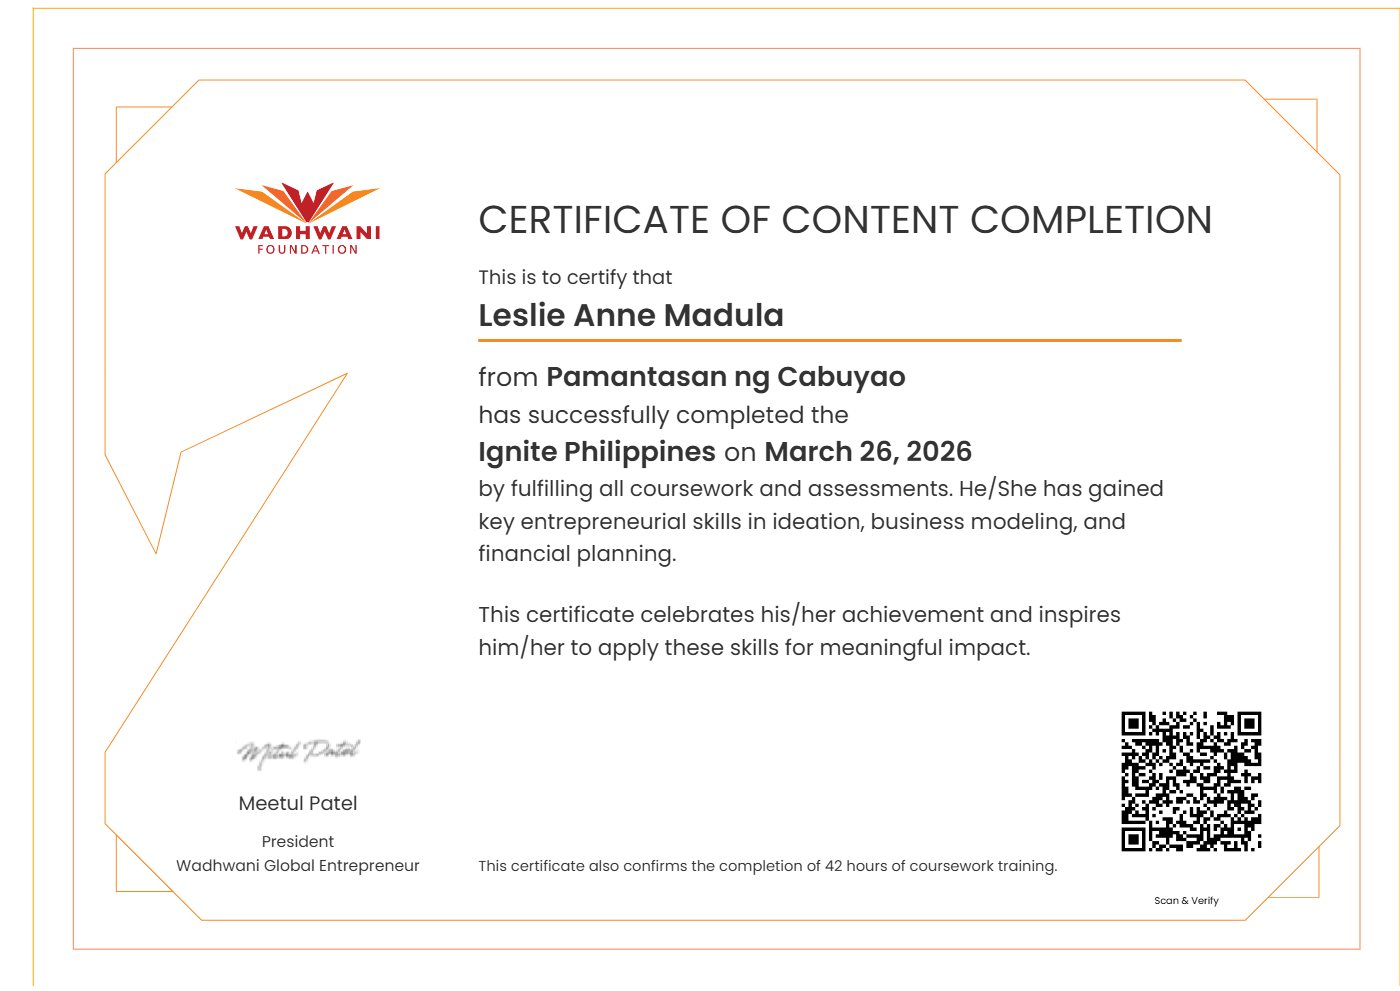 WADHWANI
FOUNDATION
CERTIFICATE OF CONTENT COMPLETION
This is to certify that
Leslie Anne Madula
from Pamantasan ng Cabuyao
has successfully completed the
Ignite Philippines on March 26, 2026
by fulfilling all coursework and assessments. He/She has gained
key entrepreneurial skills in ideation, business modeling, and
financial planning.
This certificate celebrates his/her achievement and inspires
him/her to apply these skills for meaningful impact.
Mitul Patel
Meetul Patel
President
Wadhwani Global Entrepreneur
This certificate also confirms the completion of 42 hours of coursework training.
Scan & Verify